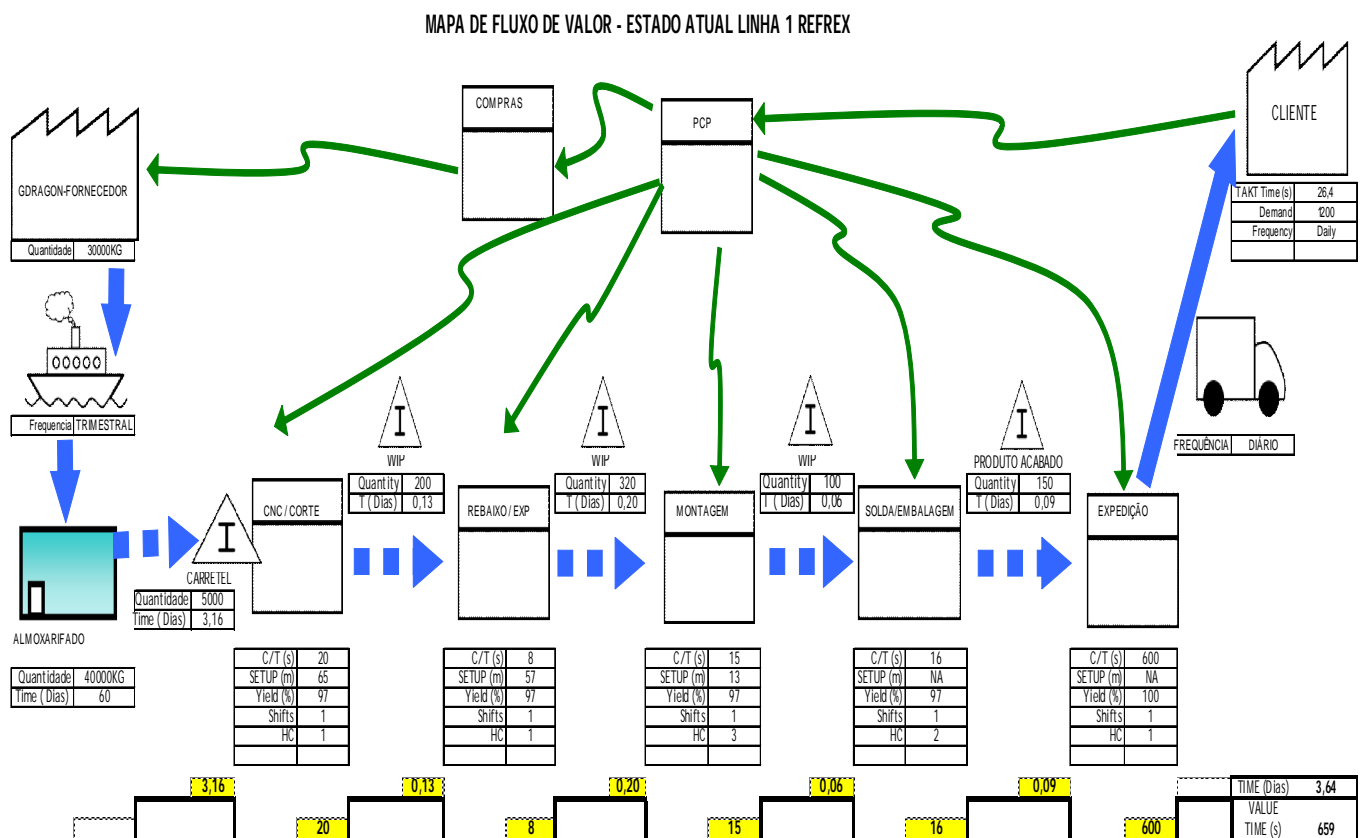 MAPA DE FLUXO DE VALOR - ESTADO ATUAL LINHA 1 REFREX
COMPRAS
PCP
CLIENTE
GDRAGON-FORNECEDOR
Quantidade 30000KG
TAKT Time (s) 26,4
Demand 1200
Frequency Daily
Frequencia TRIMESTRAL
FREQUÊNCIA DIÁRIO
I
WIP
Quantity 200
T (Dias) 0,13
I
WIP
Quantity 320
T (Dias) 0,20
I
WIP
Quantity 100
T (Dias) 0,06
I
PRODUTO ACABADO
Quantity 150
T (Dias) 0,09
I
CARRETEL
Quantidade 5000
Time (Dias) 3,16
CNC / CORTE
REBAIXO / EXP
MONTAGEM
SOLDA/EMBALAGEM
EXPEDIÇÃO
ALMOXARIFADO
Quantidade 40000KG
Time (Dias) 60
C/T (s) 20
SETUP (m) 65
Yield (%) 97
Shifts 1
HC 1
C/T (s) 8
SETUP (m) 57
Yield (%) 97
Shifts 1
HC 1
C/T (s) 15
SETUP (m) 13
Yield (%) 97
Shifts 1
HC 3
C/T (s) 16
SETUP (m) NA
Yield (%) 97
Shifts 1
HC 2
C/T (s) 600
SETUP (m) NA
Yield (%) 100
Shifts 1
HC 1
3,16 0,13 0,20 0,06 0,09
TIME (Dias) 3,64
20 8 15 16 600
VALUE
TIME (s) 659